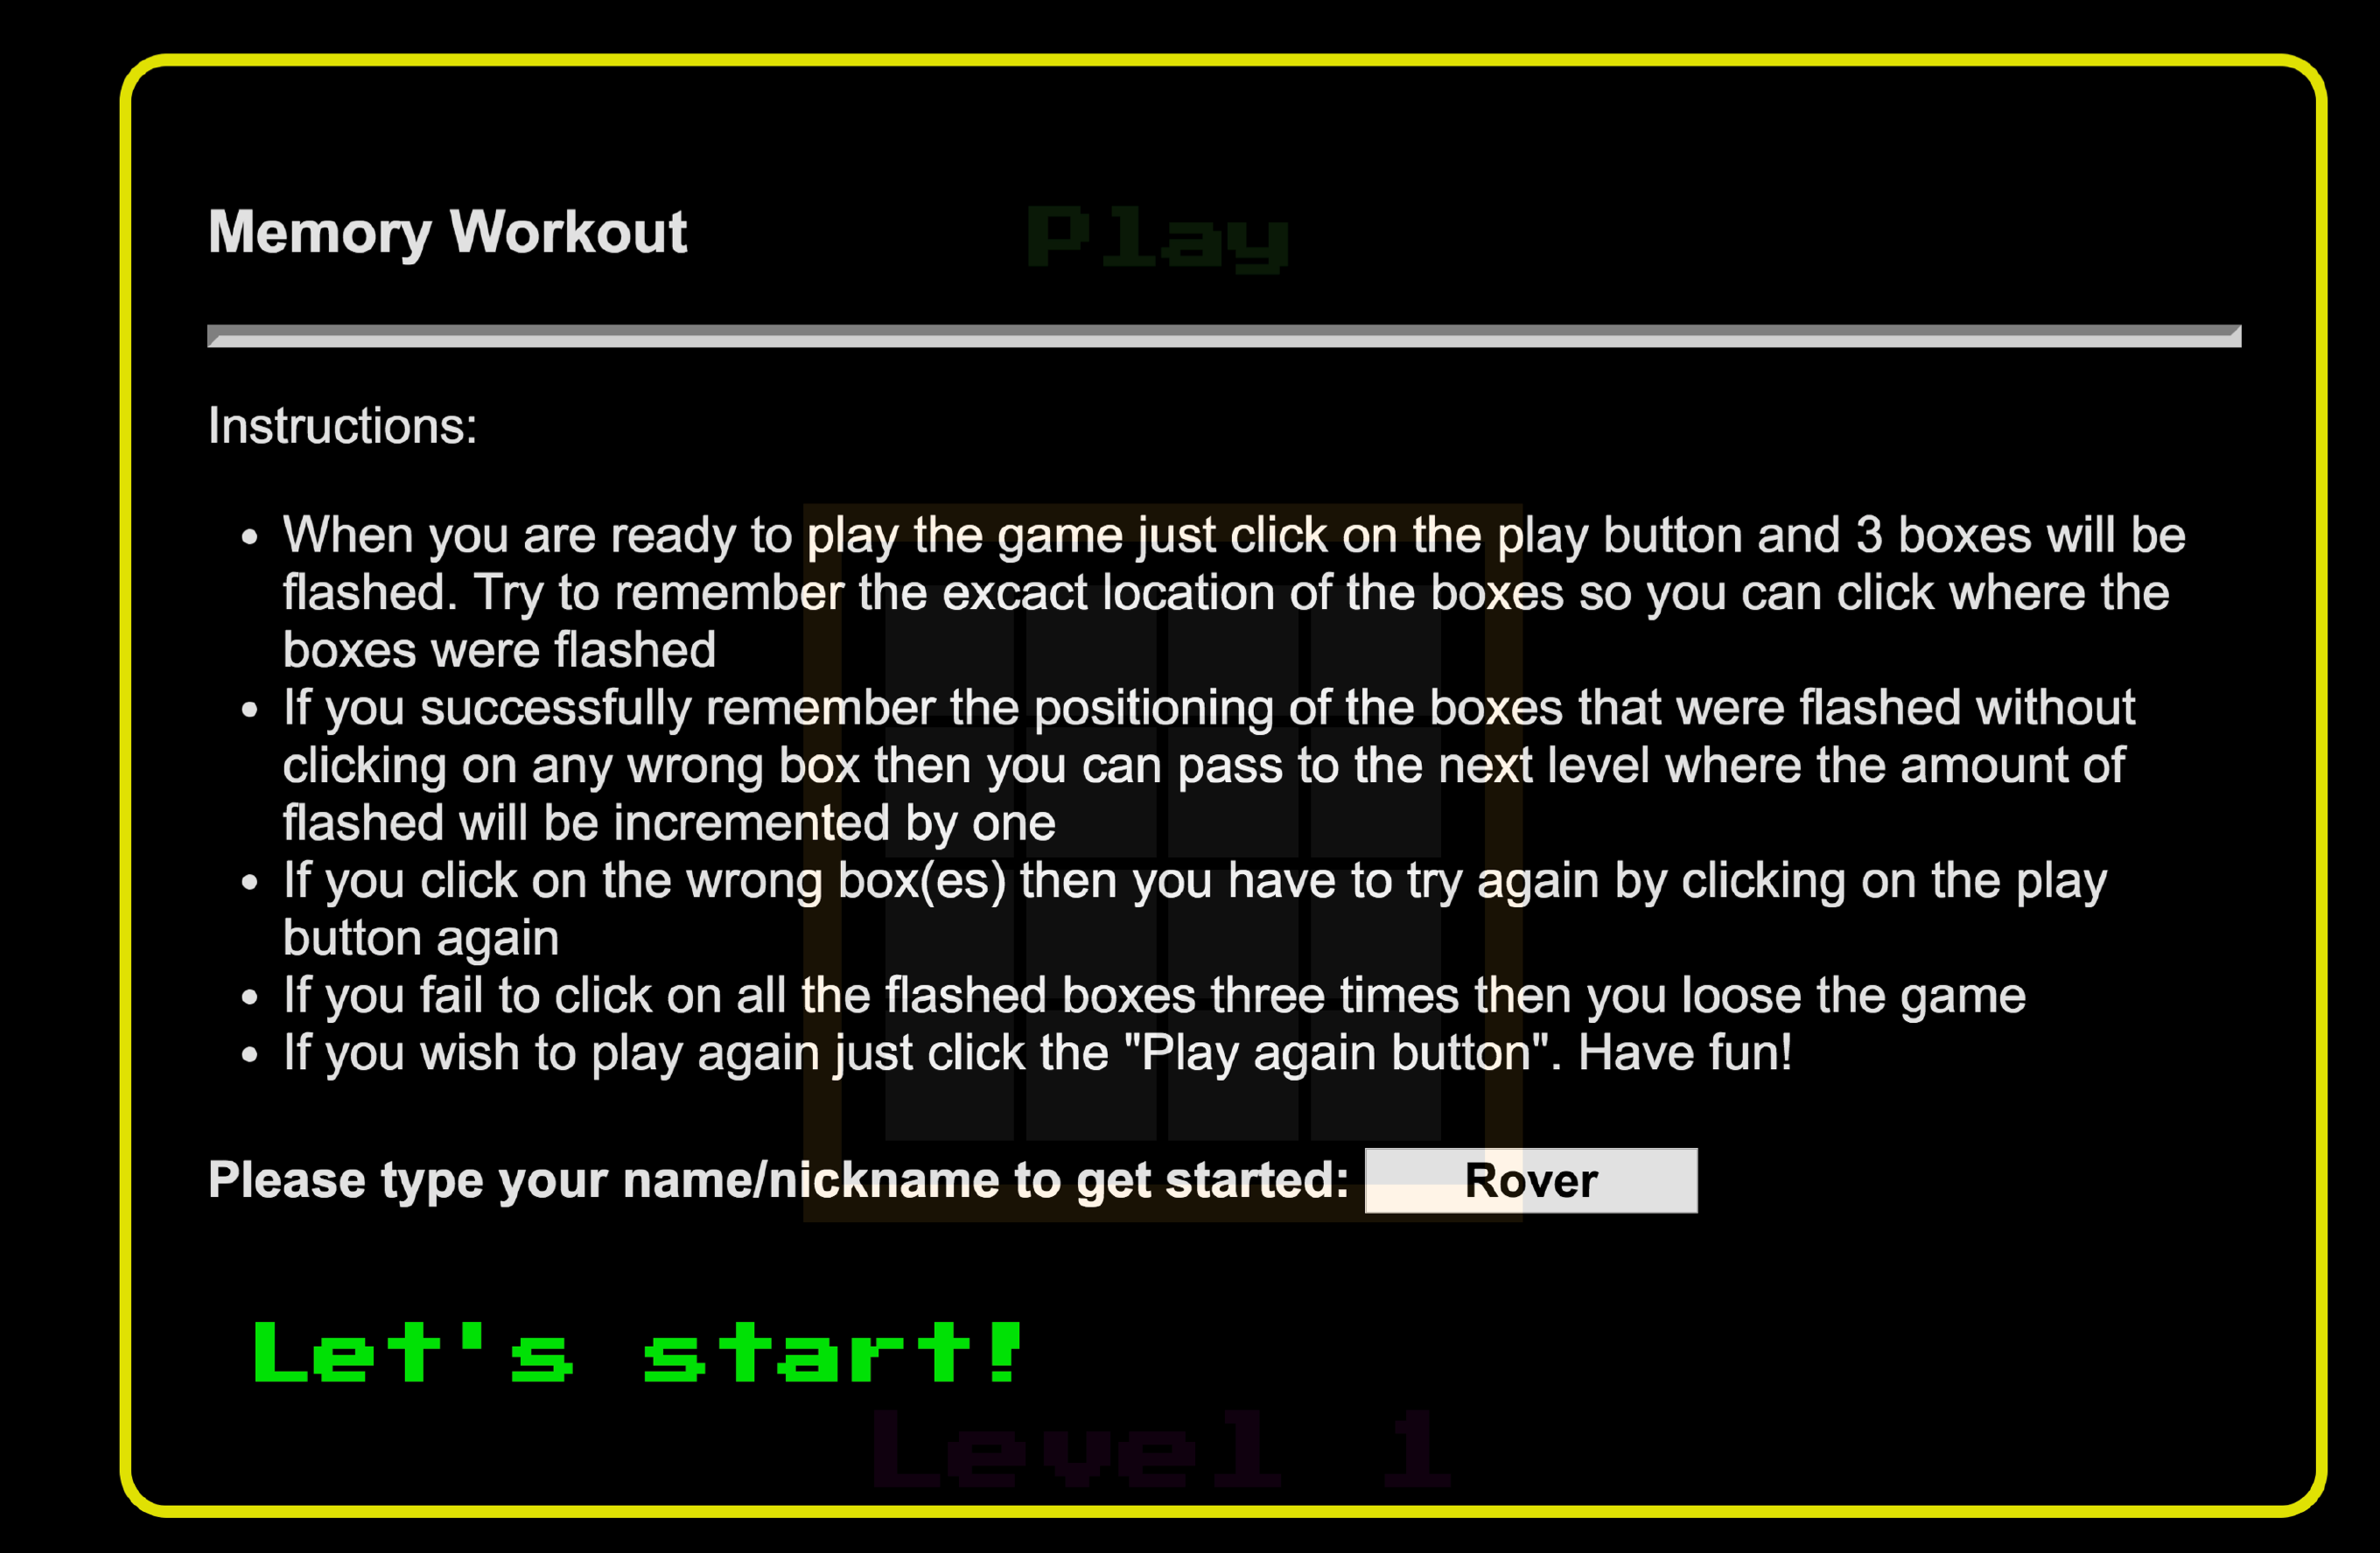 Memory Workout
Play
Instructions:
When you are ready to play the game just click on the play button and 3 boxes will be
flashed. Try to remember the excact location of the boxes so you can click where the
boxes were flashed
If you successfully remember the positioning of the boxes that were flashed without
clicking on any wrong box then you can pass to the next level where the amount of
flashed will be incremented by one
If you click on the wrong box(es) then you have to try again by clicking on the play
button again
If you fail to click on all the flashed boxes three times then you loose the game
If you wish to play again just click the "Play again button". Have fun!
Please type your name/nickname to get started: Rover
Let's start!
Level 1